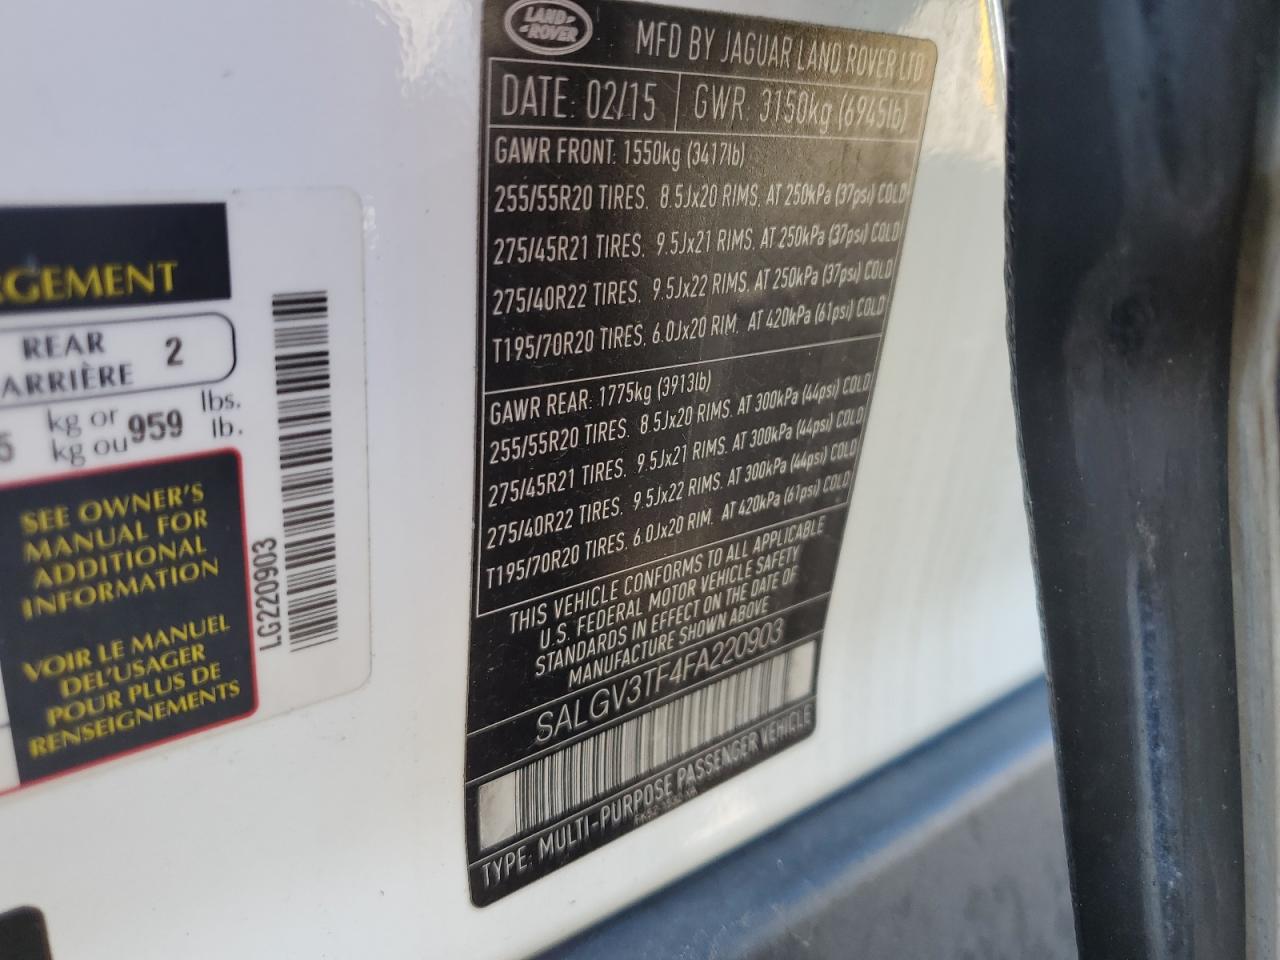 RGEMENT
REAR 2
ARRIÈRE
5 kg or 959 lbs.
kg ou lb.
SEE OWNER'S
MANUAL FOR
ADDITIONAL
INFORMATION
VOIR LE MANUEL
DEL'USAGER
POUR PLUS DE
RENSEIGNEMENTS
LG220903
LAND-
-ROVER
MFD BY JAGUAR LAND ROVER LTD
DATE: 02/15 GWR: 3150kg (6945lb)
GAWR FRONT: 1550kg (3417lb)
255/55R20 TIRES. 8.5Jx20 RIMS. AT 250kPa (37psi) COLD
275/45R21 TIRES. 9.5Jx21 RIMS. AT 250kPa (37psi) COLD
275/40R22 TIRES. 9.5Jx22 RIMS. AT 250kPa (37psi) COLD
T195/70R20 TIRES. 6.0Jx20 RIM. AT 420kPa (61psi) COLD
GAWR REAR: 1775kg (3913lb)
255/55R20 TIRES. 8.5Jx20 RIMS. AT 300kPa (44psi) COLD
275/45R21 TIRES. 9.5Jx21 RIMS. AT 300kPa (44psi) COLD
275/40R22 TIRES. 9.5Jx22 RIMS. AT 300kPa (44psi) COLD
T195/70R20 TIRES. 6.0Jx20 RIM. AT 420kPa (61psi) COLD
THIS VEHICLE CONFORMS TO ALL APPLICABLE
U.S. FEDERAL MOTOR VEHICLE SAFETY
STANDARDS IN EFFECT ON THE DATE OF
MANUFACTURE SHOWN ABOVE
SALGV3TF4FA220903
TYPE: MULTI-PURPOSE PASSENGER VEHICLE